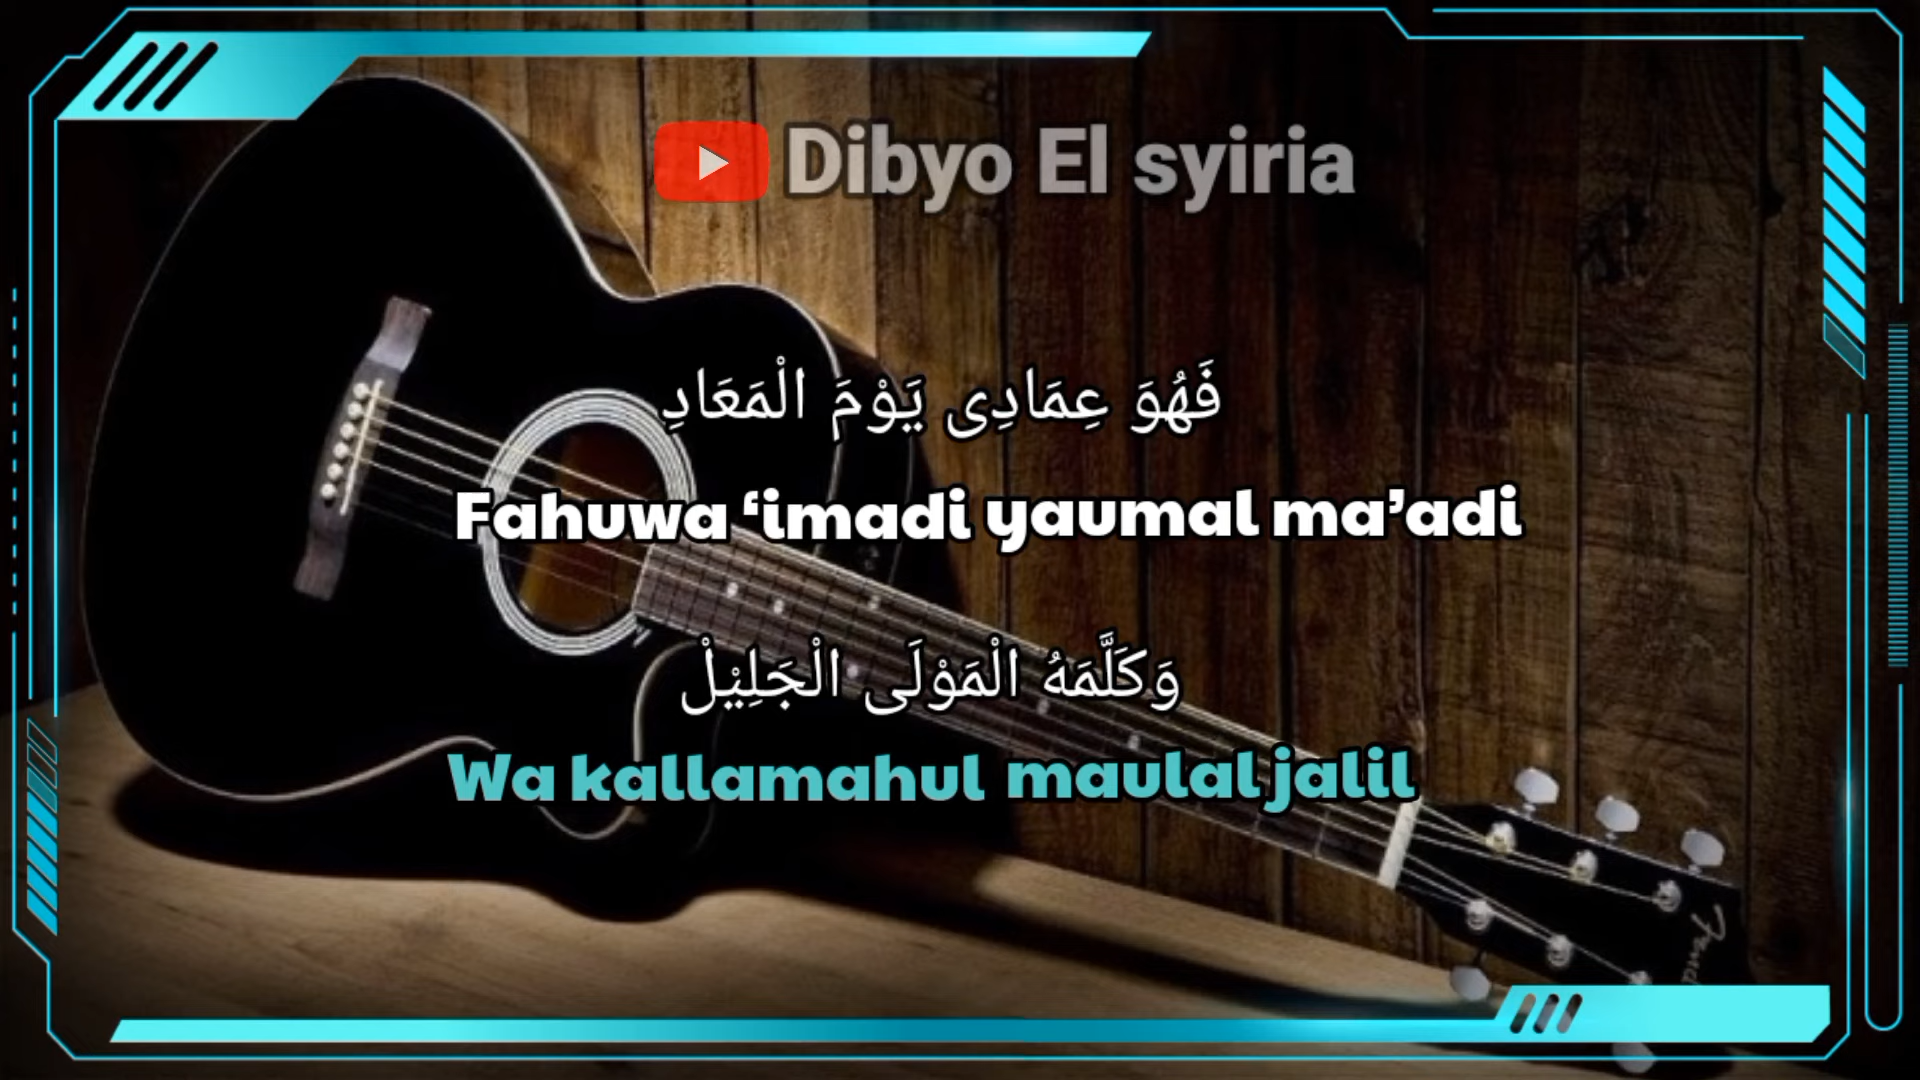 Dibyo El syiria
فَهُوَ عِمَادِى يَوْمَ الْمَعَادِ
Fahuwa ‘imadi yaumal ma’adi
وَكَلَّمَهُ الْمَوْلَى الْجَلِيْلْ
Wa kallamahul maulal jalil